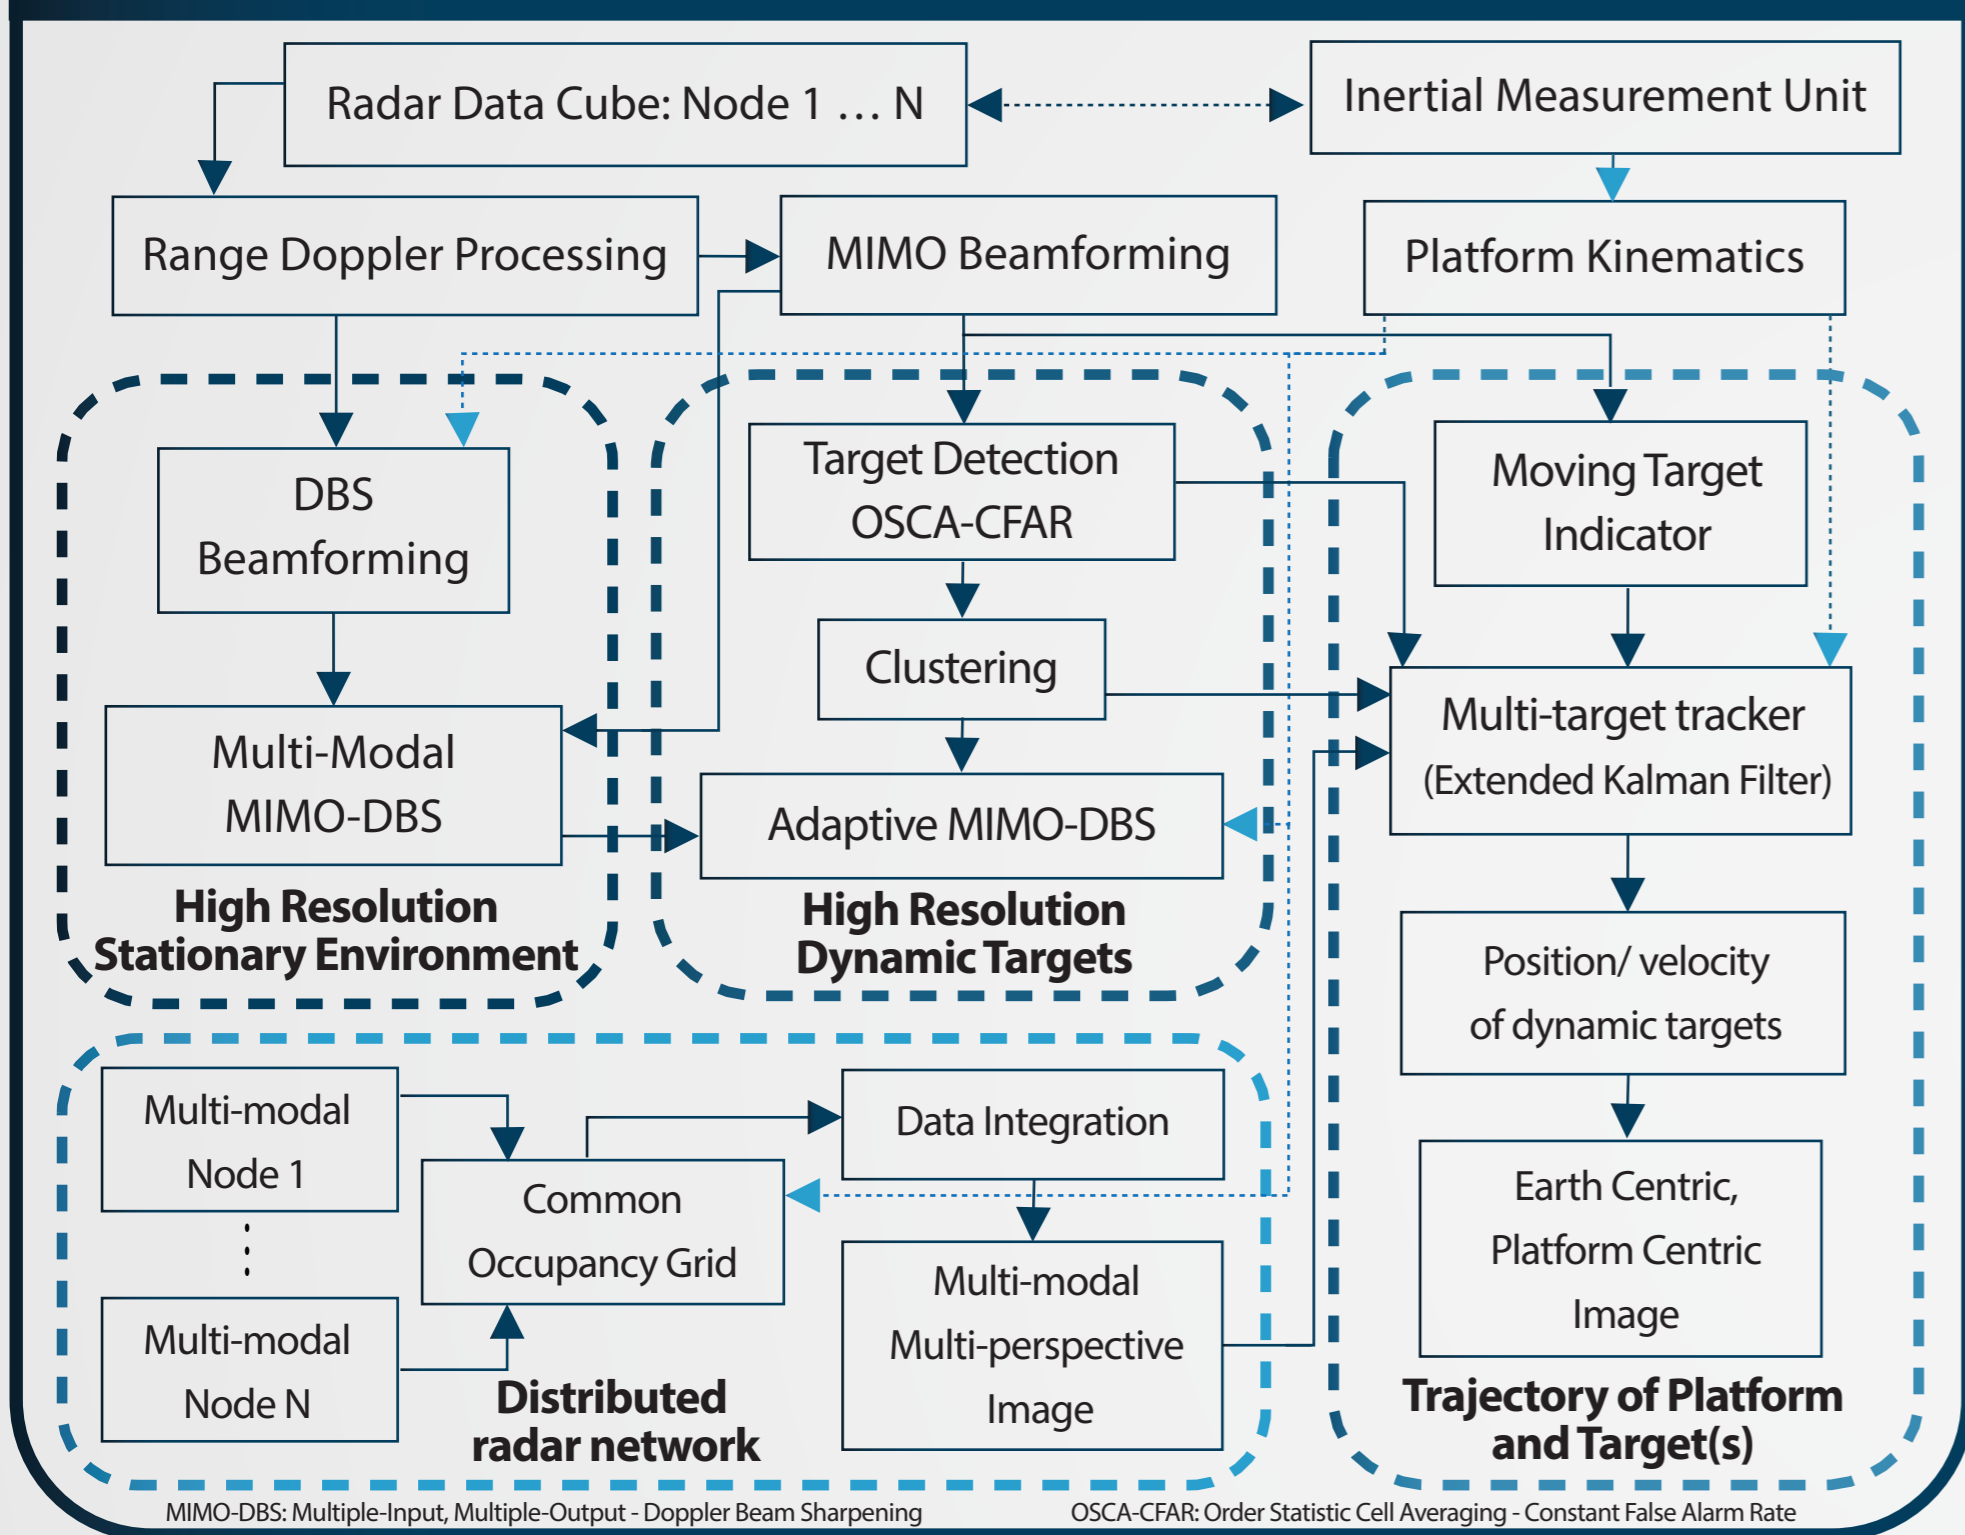 Radar Data Cube: Node 1 … N
Inertial Measurement Unit
Range Doppler Processing
MIMO Beamforming
Platform Kinematics
DBS
Beamforming
Multi-Modal
MIMO-DBS
High Resolution
Stationary Environment
Target Detection
OSCA-CFAR
Clustering
Adaptive MIMO-DBS
High Resolution
Dynamic Targets
Moving Target
Indicator
Multi-target tracker
(Extended Kalman Filter)
Position/ velocity
of dynamic targets
Earth Centric,
Platform Centric
Image
Trajectory of Platform
and Target(s)
Multi-modal
Node 1
Multi-modal
Node N
Common
Occupancy Grid
Data Integration
Multi-modal
Multi-perspective
Image
Distributed
radar network
MIMO-DBS: Multiple-Input, Multiple-Output - Doppler Beam Sharpening
OSCA-CFAR: Order Statistic Cell Averaging - Constant False Alarm Rate